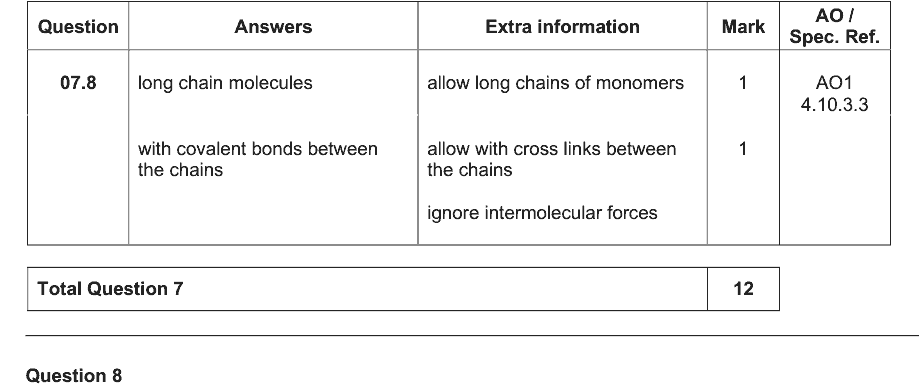 Question Answers Extra information Mark AO /
Spec. Ref.
07.8 long chain molecules allow long chains of monomers 1 AO1
4.10.3.3
with covalent bonds between allow with cross links between 1
the chains the chains
ignore intermolecular forces
Total Question 7 12
Question 8